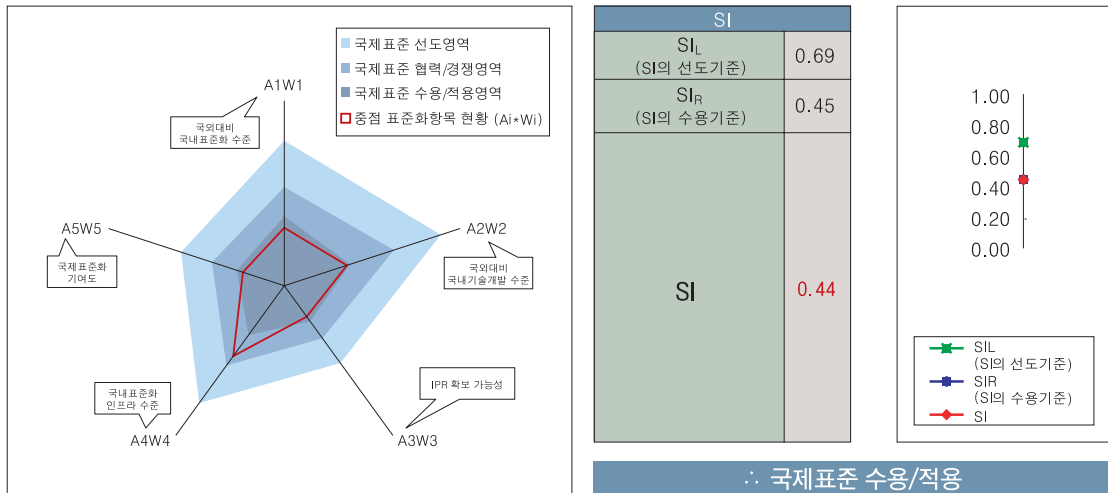 국제표준 선도영역
국제표준 협력/경쟁영역
국제표준 수용/적용영역
중점 표준화항목 현황 (Ai*Wi)
A1W1
국외대비
국내표준화 수준
A2W2
국외대비
국내기술개발 수준
A5W5
국제표준화
기여도
국내표준화
인프라 수준
A4W4
IPR 확보 가능성
A3W3
SI
SIL
(SI의 선도기준)
0.69
SIR
(SI의 수용기준)
0.45
SI
0.44
1.00
0.80
0.60
0.40
0.20
0.00
SIL
(SI의 선도기준)
SIR
(SI의 수용기준)
SI
∴ 국제표준 수용/적용